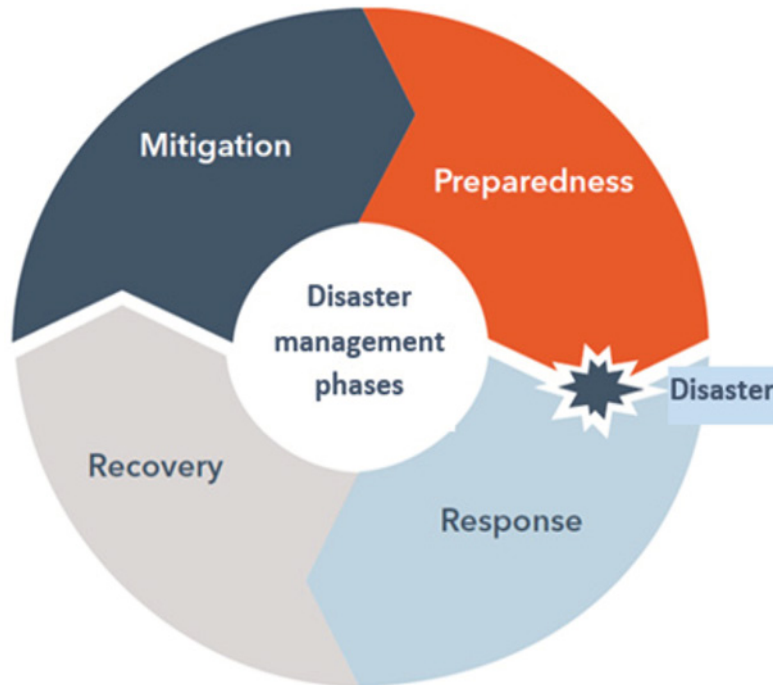 Mitigation
Preparedness
Disaster
management
phases
Disaster
Recovery
Response